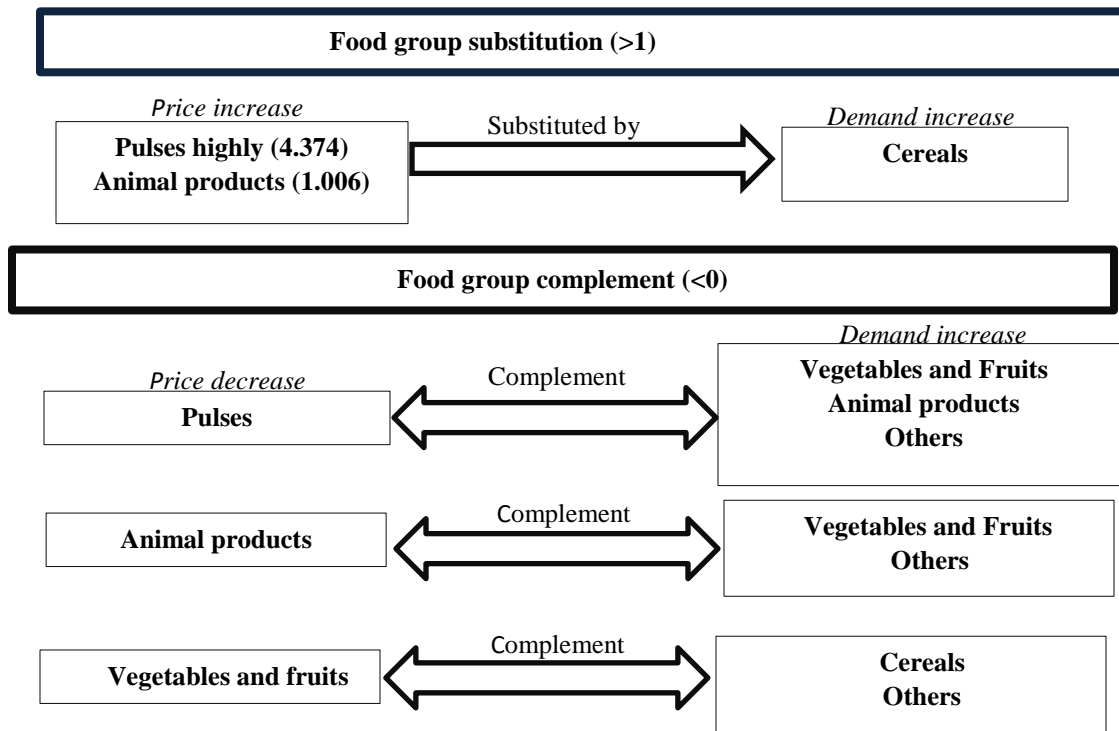 Food group substitution (>1)
Price increase
Substituted by
Demand increase
Pulses highly (4.374)
Animal products (1.006)
Cereals
Food group complement (<0)
Demand increase
Price decrease
Complement
Vegetables and Fruits
Animal products
Others
Pulses
Complement
Animal products
Vegetables and Fruits
Others
Complement
Vegetables and fruits
Cereals
Others